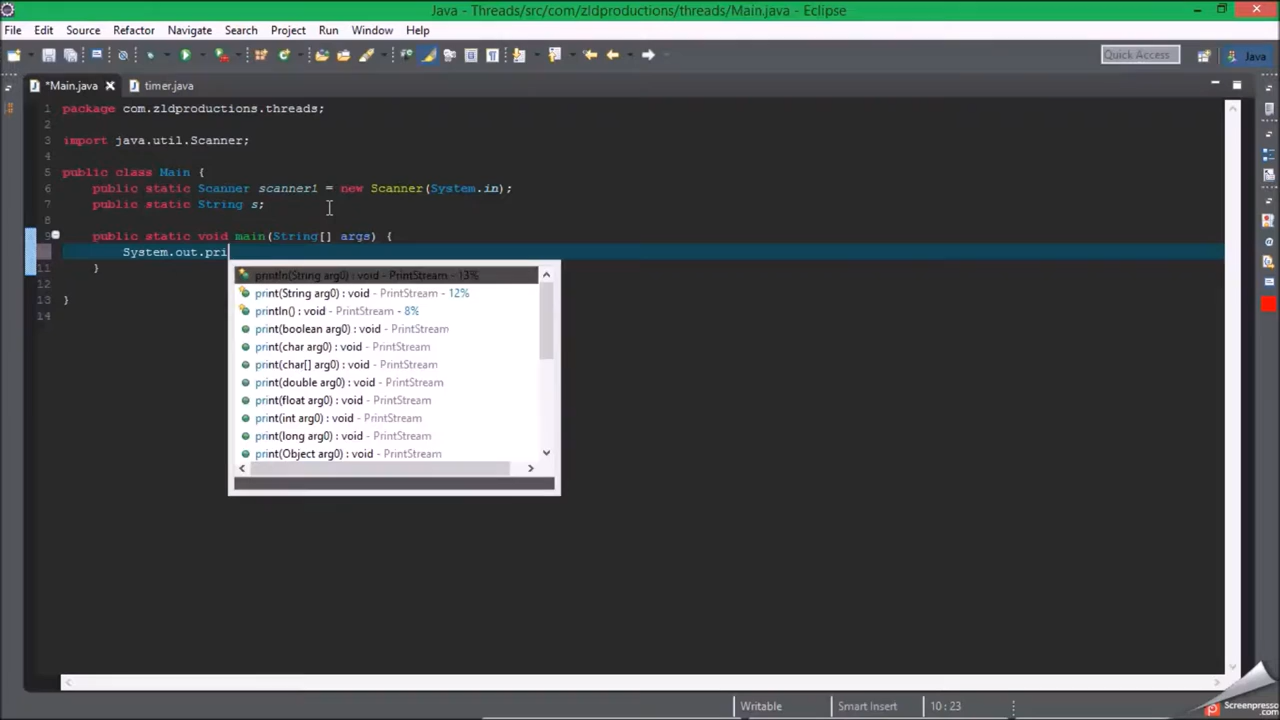 Java - Threads/src/com/zldproductions/threads/Main.java - Eclipse
File Edit Source Refactor Navigate Search Project Run Window Help
Quick Access Java
*Main.java timer.java
1 package com.zldproductions.threads;
2
3 import java.util.Scanner;
4
5 public class Main {
6 public static Scanner scanner1 = new Scanner(System.in);
7 public static String s;
8
9 public static void main(String[] args) {
System.out.pri
11 }
12
13 }
14
println(String arg0) : void - PrintStream - 13%
print(String arg0) : void - PrintStream - 12%
println() : void - PrintStream - 8%
print(boolean arg0) : void - PrintStream
print(char arg0) : void - PrintStream
print(char[] arg0) : void - PrintStream
print(double arg0) : void - PrintStream
print(float arg0) : void - PrintStream
print(int arg0) : void - PrintStream
print(long arg0) : void - PrintStream
print(Object arg0) : void - PrintStream
Writable Smart Insert 10 : 23
Screenpresso.com